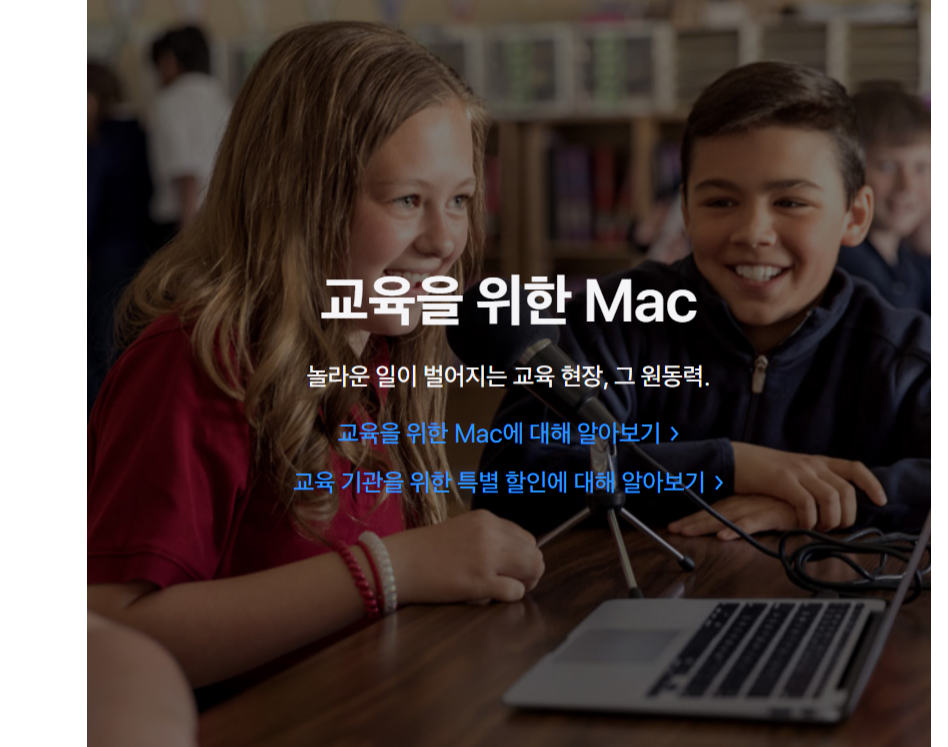 교육을 위한 Mac
놀라운 일이 벌어지는 교육 현장, 그 원동력.
교육을 위한 Mac에 대해 알아보기 >
교육 기관을 위한 특별 할인에 대해 알아보기 >